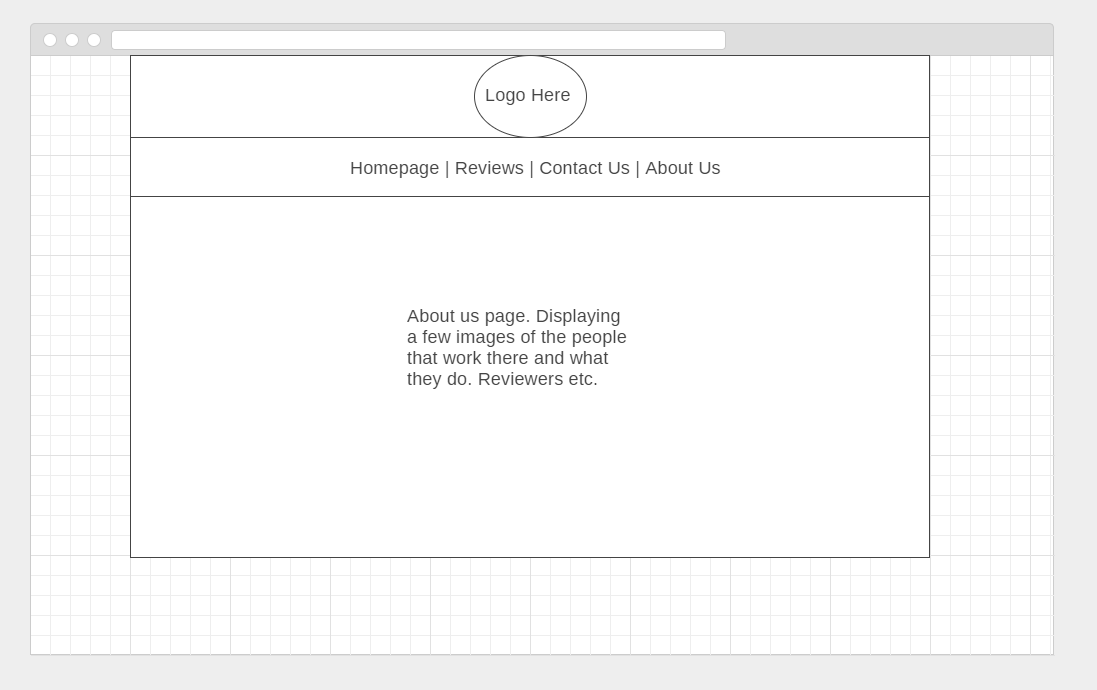 Logo Here
Homepage | Reviews | Contact Us | About Us
About us page. Displaying
a few images of the people
that work there and what
they do. Reviewers etc.